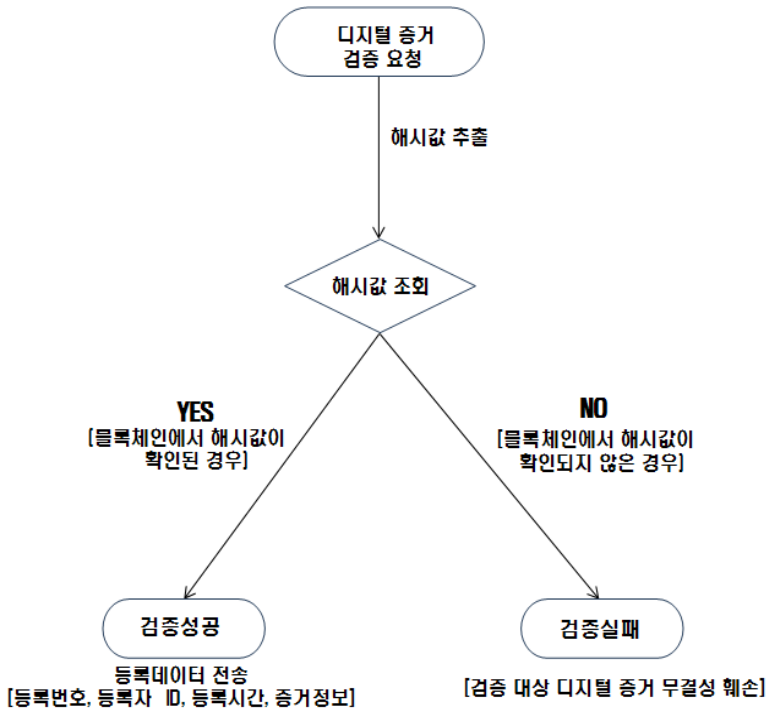 디지털 증거
검증 요청
해시값 추출
해시값 조회
YES
[블록체인에서 해시값이
확인된 경우]
NO
[블록체인에서 해시값이
확인되지 않은 경우]
검증성공
등록데이터 전송
[등록번호, 등록자 ID, 등록시간, 증거정보]
검증실패
[검증 대상 디지털 증거 무결성 훼손]